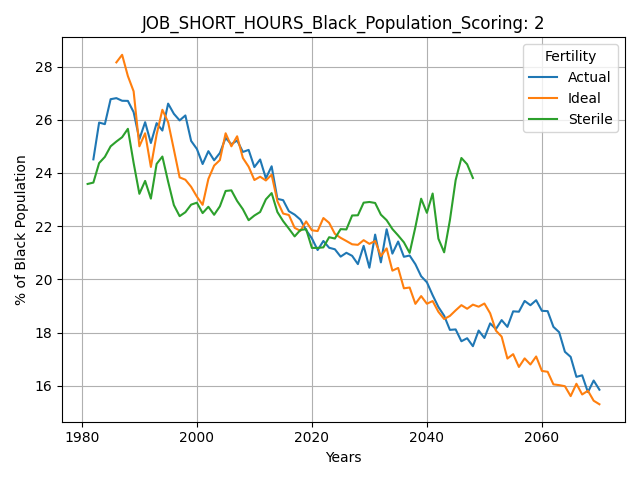 JOB_SHORT_HOURS_Black_Population_Scoring: 2
Fertility
Actual
Ideal
Sterile
% of Black Population
28
26
24
22
20
18
16
1980 2000 2020 2040 2060
Years